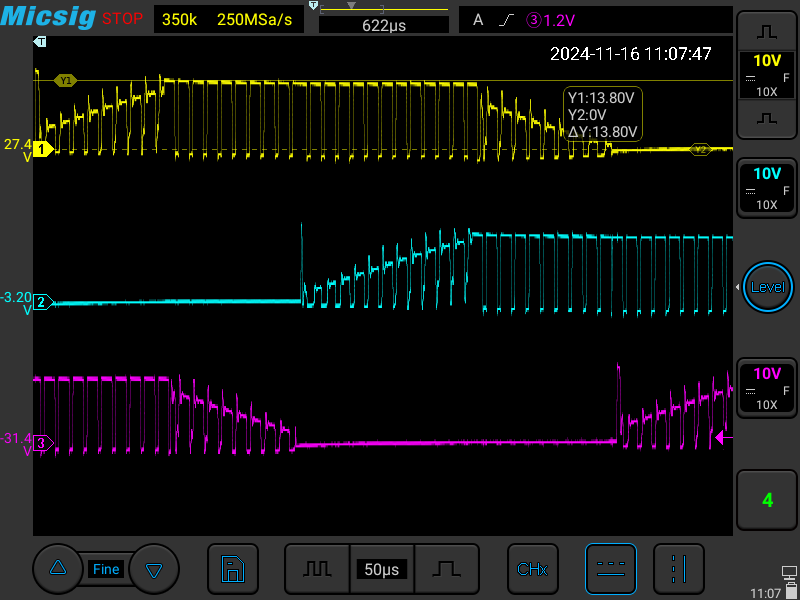 Micsig STOP 350k 250MSa/s T 622µs A ③1.2V
T 2024-11-16 11:07:47
Y1
Y1:13.80V
Y2:0V
ΔY:13.80V
27.4
V
1
Y2
-3.20
V
2
-31.4
V
3
10V
F
10X
10V
F
10X
Level
10V
F
10X
4
Fine 50µs CHx
11:07